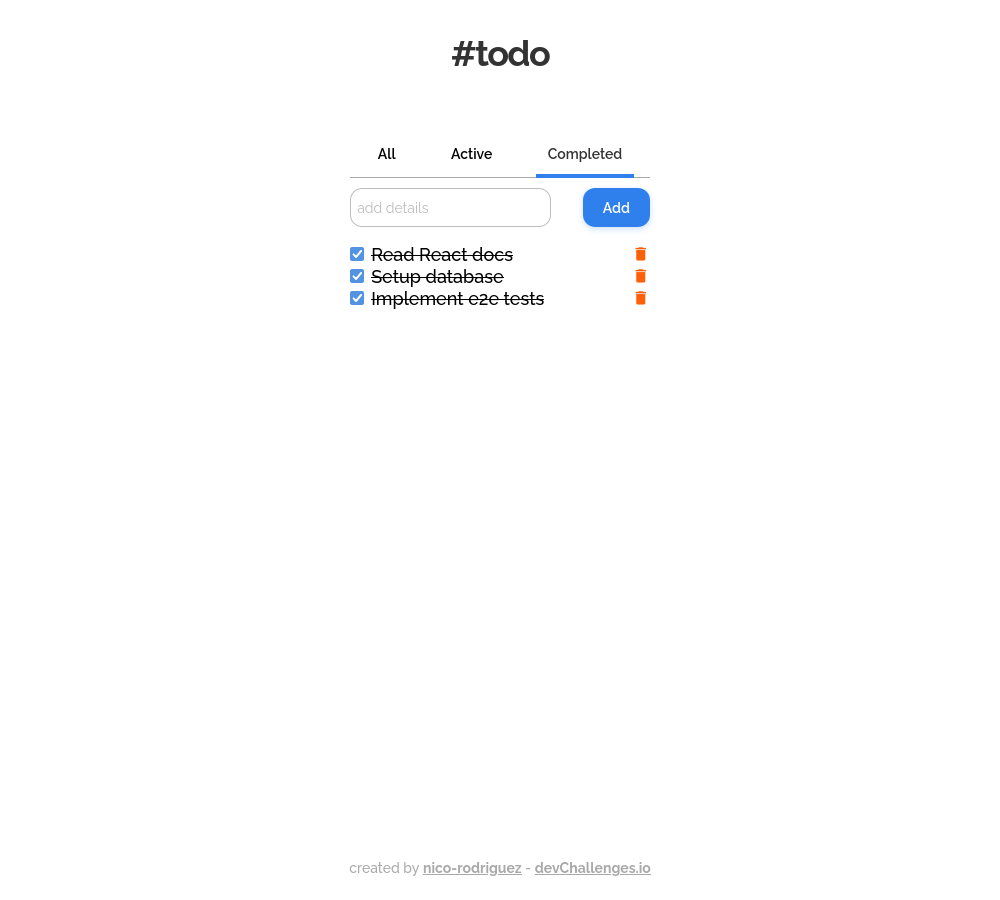 #todo
All Active Completed
add details Add
Read React docs
Setup database
Implement e2e tests
created by nico-rodriguez - devChallenges.io